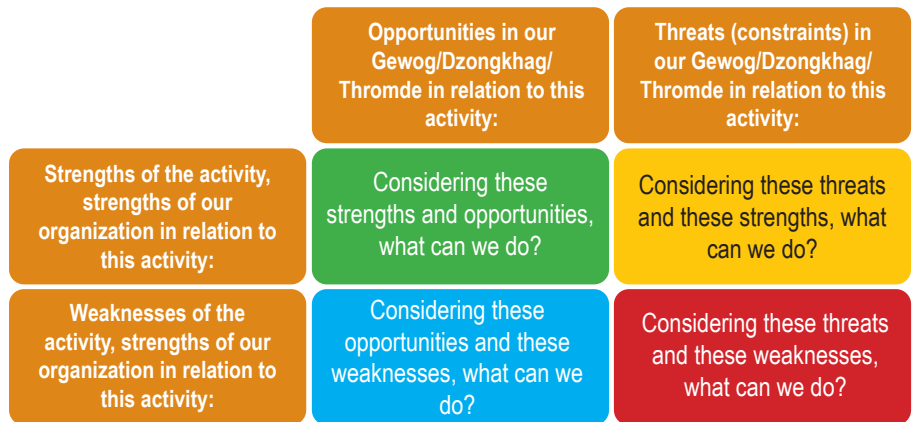 Opportunities in our
Gewog/Dzongkhag/
Thromde in relation to this
activity:
Threats (constraints) in
our Gewog/Dzongkhag/
Thromde in relation to this
activity:
Strengths of the activity,
strengths of our
organization in relation to
this activity:
Considering these
strengths and opportunities,
what can we do?
Considering these threats
and these strengths, what
can we do?
Weaknesses of the
activity, strengths of our
organization in relation to
this activity:
Considering these
opportunities and these
weaknesses, what can we
do?
Considering these threats
and these weaknesses,
what can we do?